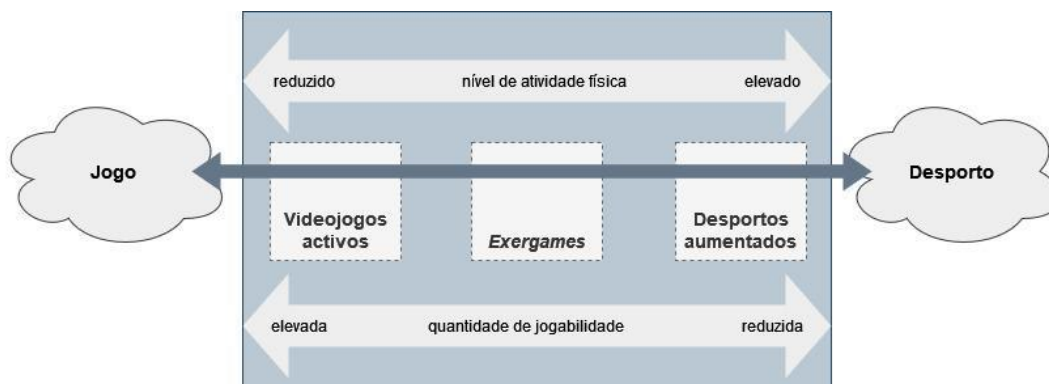 reduzido nível de atividade física elevado
Jogo
Desporto
Videojogos
activos
Exergames
Desportos
aumentados
elevada quantidade de jogabilidade reduzida